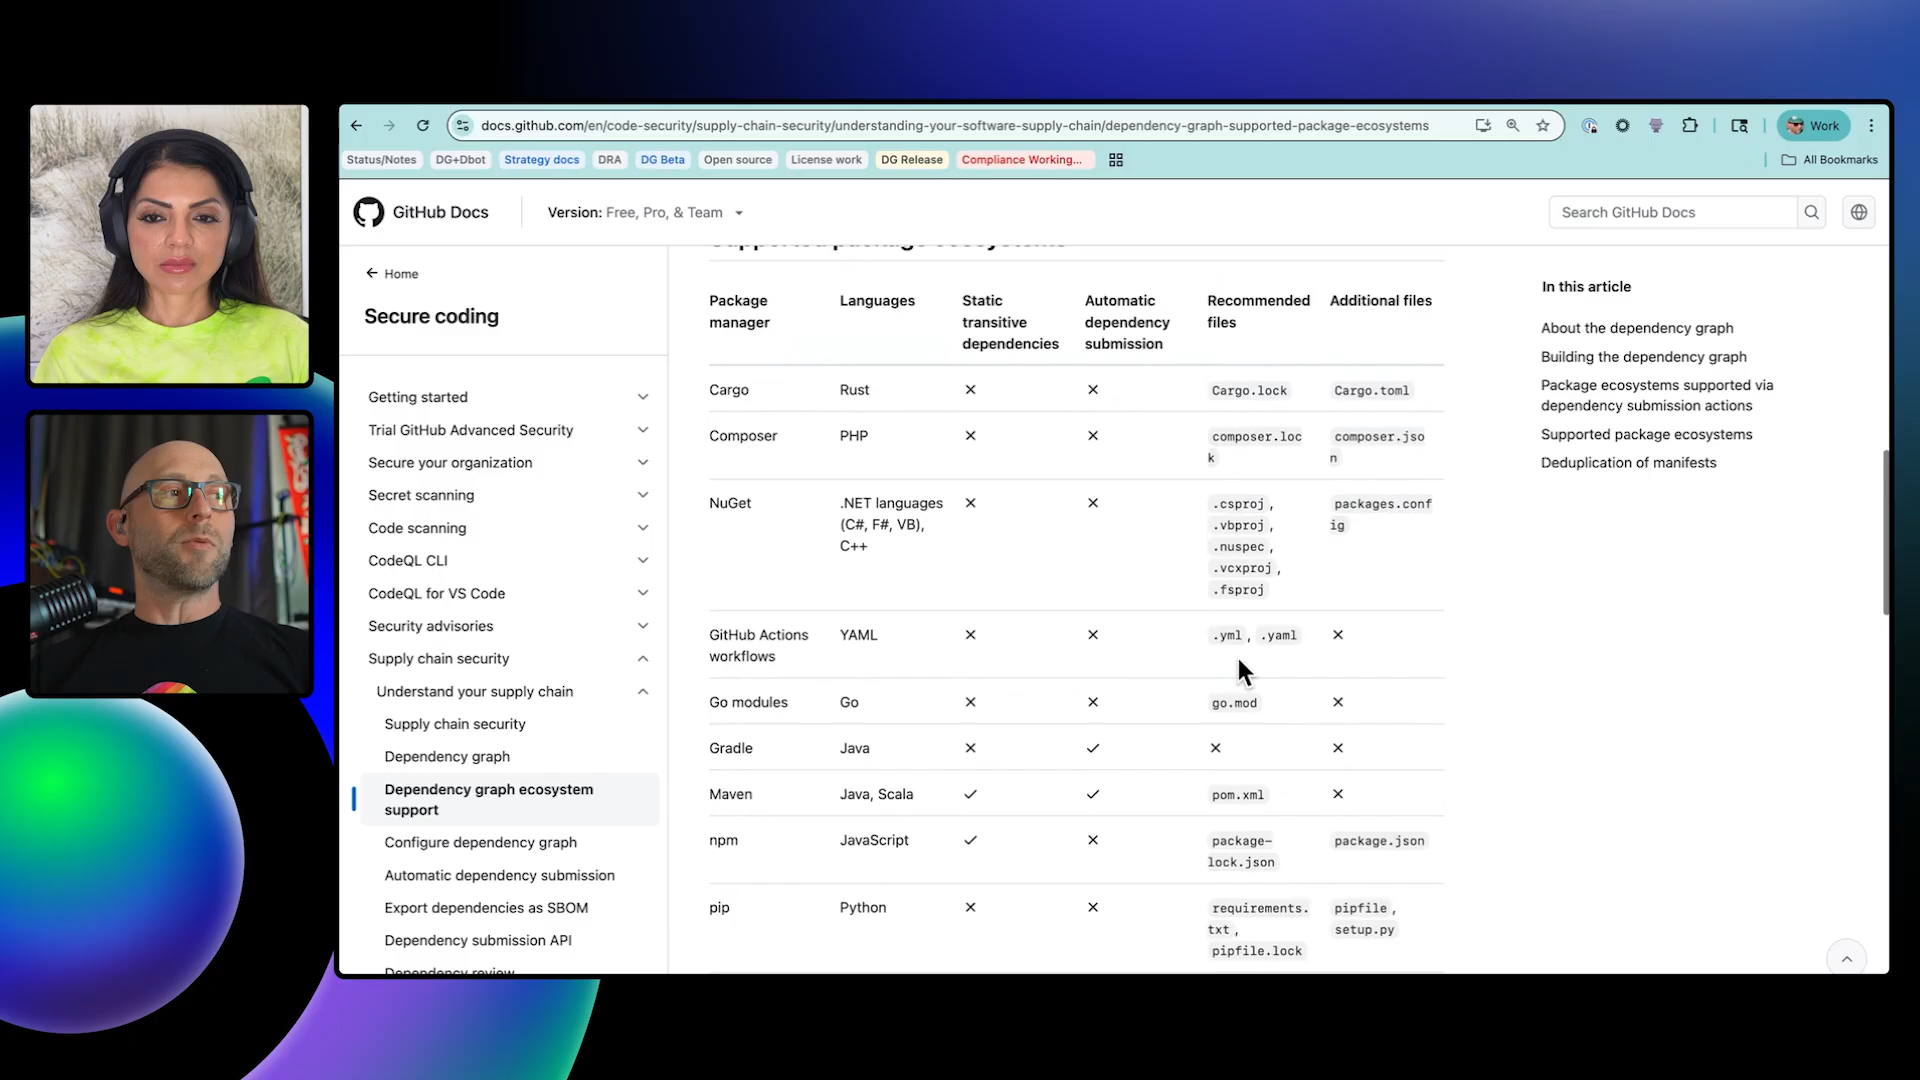 docs.github.com/en/code-security/supply-chain-security/understanding-your-software-supply-chain/dependency-graph-supported-package-ecosystems
Work
Status/Notes
DG+Dbot
Strategy docs
DRA
DG Beta
Open source
License work
DG Release
Compliance Working...
All Bookmarks
GitHub Docs
Version: Free, Pro, & Team
Search GitHub Docs
Home
Secure coding
Getting started
Trial GitHub Advanced Security
Secure your organization
Secret scanning
Code scanning
CodeQL CLI
CodeQL for VS Code
Security advisories
Supply chain security
Understand your supply chain
Supply chain security
Dependency graph
Dependency graph ecosystem
support
Configure dependency graph
Automatic dependency submission
Export dependencies as SBOM
Dependency submission API
Dependency review
Supported package ecosystems
Package
manager
Languages
Static
transitive
dependencies
Automatic
dependency
submission
Recommended
files
Additional files
Cargo
Rust
Cargo.lock
Cargo.toml
Composer
PHP
composer.loc
k
composer.jso
n
NuGet
.NET languages
(C#, F#, VB),
C++
.csproj ,
.vbproj ,
.nuspec ,
.vcxproj ,
.fsproj
packages.conf
ig
GitHub Actions
workflows
YAML
.yml , .yaml
Go modules
Go
go.mod
Gradle
Java
Maven
Java, Scala
pom.xml
npm
JavaScript
package-
lock.json
package.json
pip
Python
requirements.
txt ,
pipfile.lock
pipfile ,
setup.py
In this article
About the dependency graph
Building the dependency graph
Package ecosystems supported via
dependency submission actions
Supported package ecosystems
Deduplication of manifests